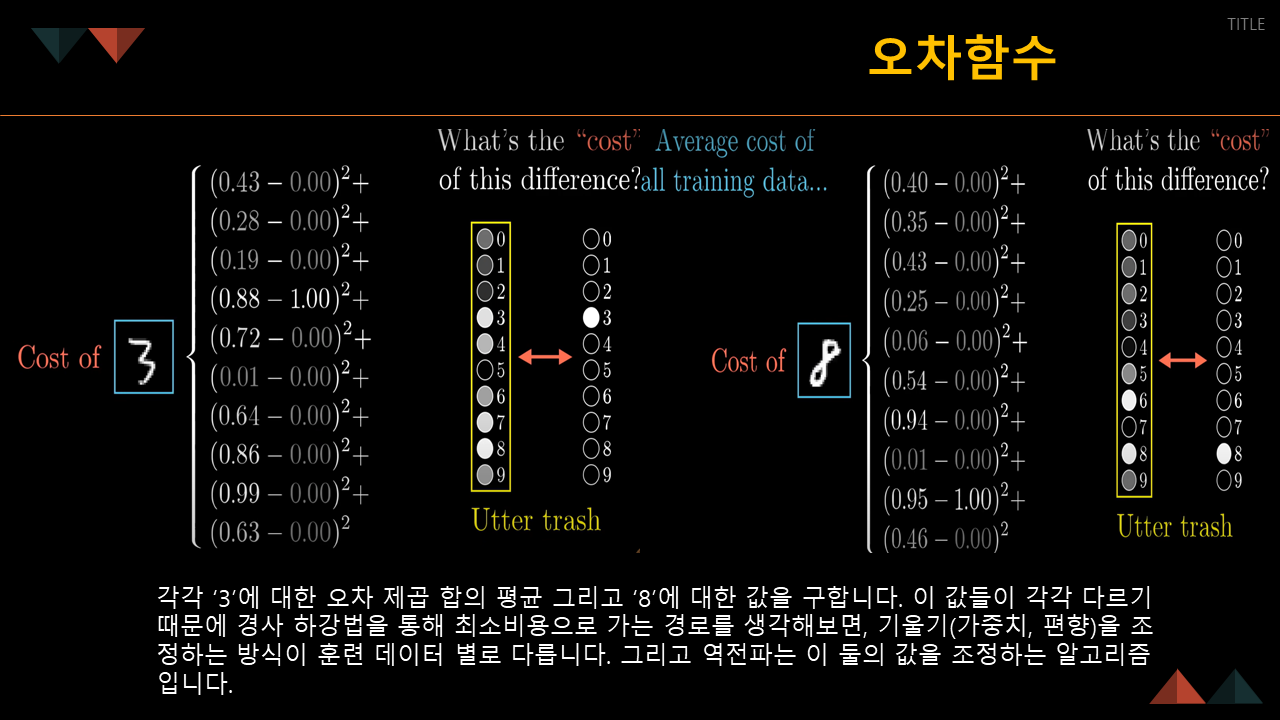 TITLE
오차함수
What's the “cost”
of this difference?
Cost of
3
(0.43 − 0.00)²+
(0.28 − 0.00)²+
(0.19 − 0.00)²+
(0.88 − 1.00)²+
(0.72 − 0.00)²+
(0.01 − 0.00)²+
(0.64 − 0.00)²+
(0.86 − 0.00)²+
(0.99 − 0.00)²+
(0.63 − 0.00)²
0 0
1 1
2 2
3 3
4 4
5 5
6 6
7 7
8 8
9 9
Utter trash
Average cost of
all training data...
Cost of
8
(0.40 − 0.00)²+
(0.35 − 0.00)²+
(0.43 − 0.00)²+
(0.25 − 0.00)²+
(0.06 − 0.00)²+
(0.54 − 0.00)²+
(0.94 − 0.00)²+
(0.01 − 0.00)²+
(0.95 − 1.00)²+
(0.46 − 0.00)²
What's the “cost”
of this difference?
0 0
1 1
2 2
3 3
4 4
5 5
6 6
7 7
8 8
9 9
Utter trash
각각 ‘3’에 대한 오차 제곱 합의 평균 그리고 ‘8’에 대한 값을 구합니다. 이 값들이 각각 다르기
때문에 경사 하강법을 통해 최소비용으로 가는 경로를 생각해보면, 기울기(가중치, 편향)을 조
정하는 방식이 훈련 데이터 별로 다릅니다. 그리고 역전파는 이 둘의 값을 조정하는 알고리즘
입니다.